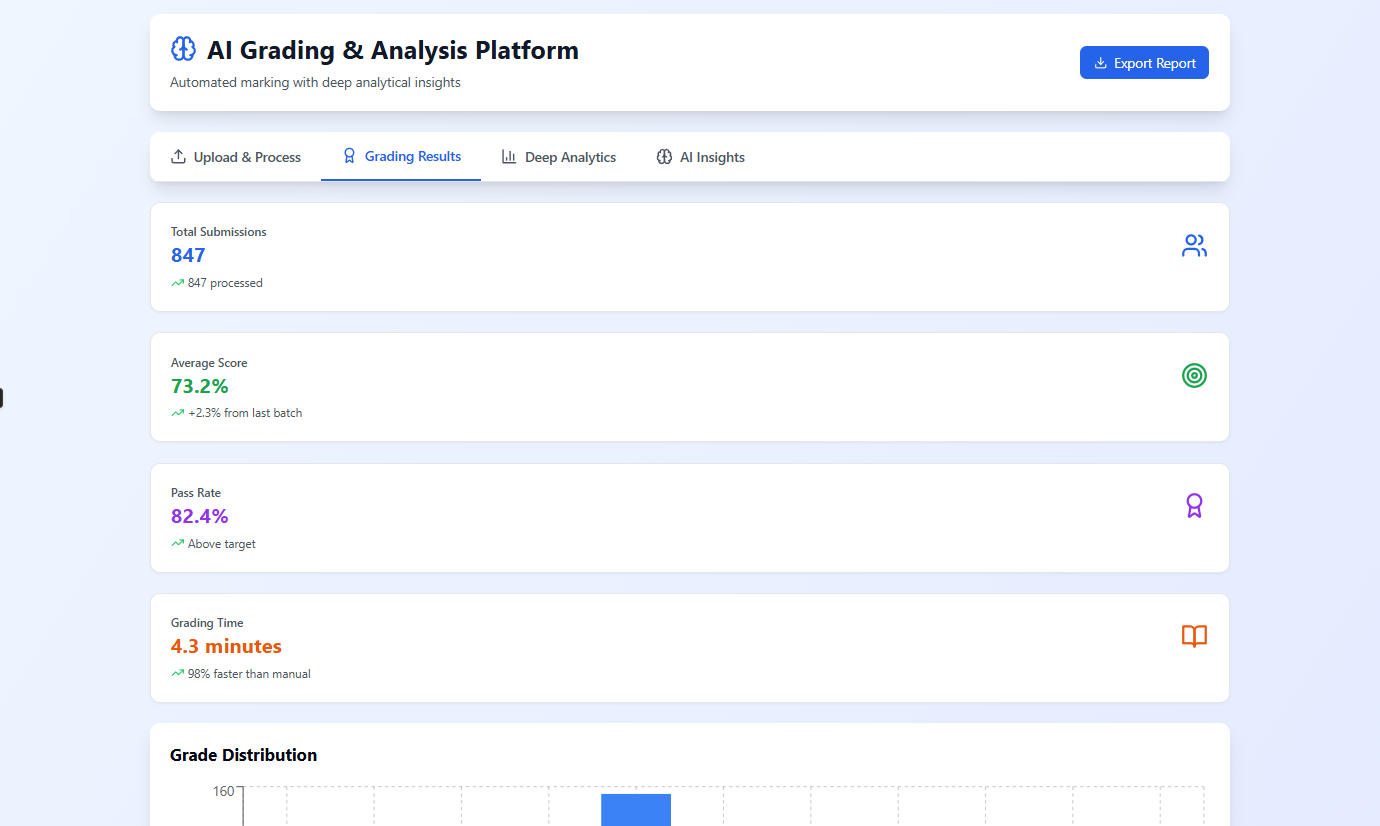 AI Grading & Analysis Platform
Automated marking with deep analytical insights
Export Report
Upload & Process
Grading Results
Deep Analytics
AI Insights
Total Submissions
847
847 processed
Average Score
73.2%
+2.3% from last batch
Pass Rate
82.4%
Above target
Grading Time
4.3 minutes
98% faster than manual
Grade Distribution
160